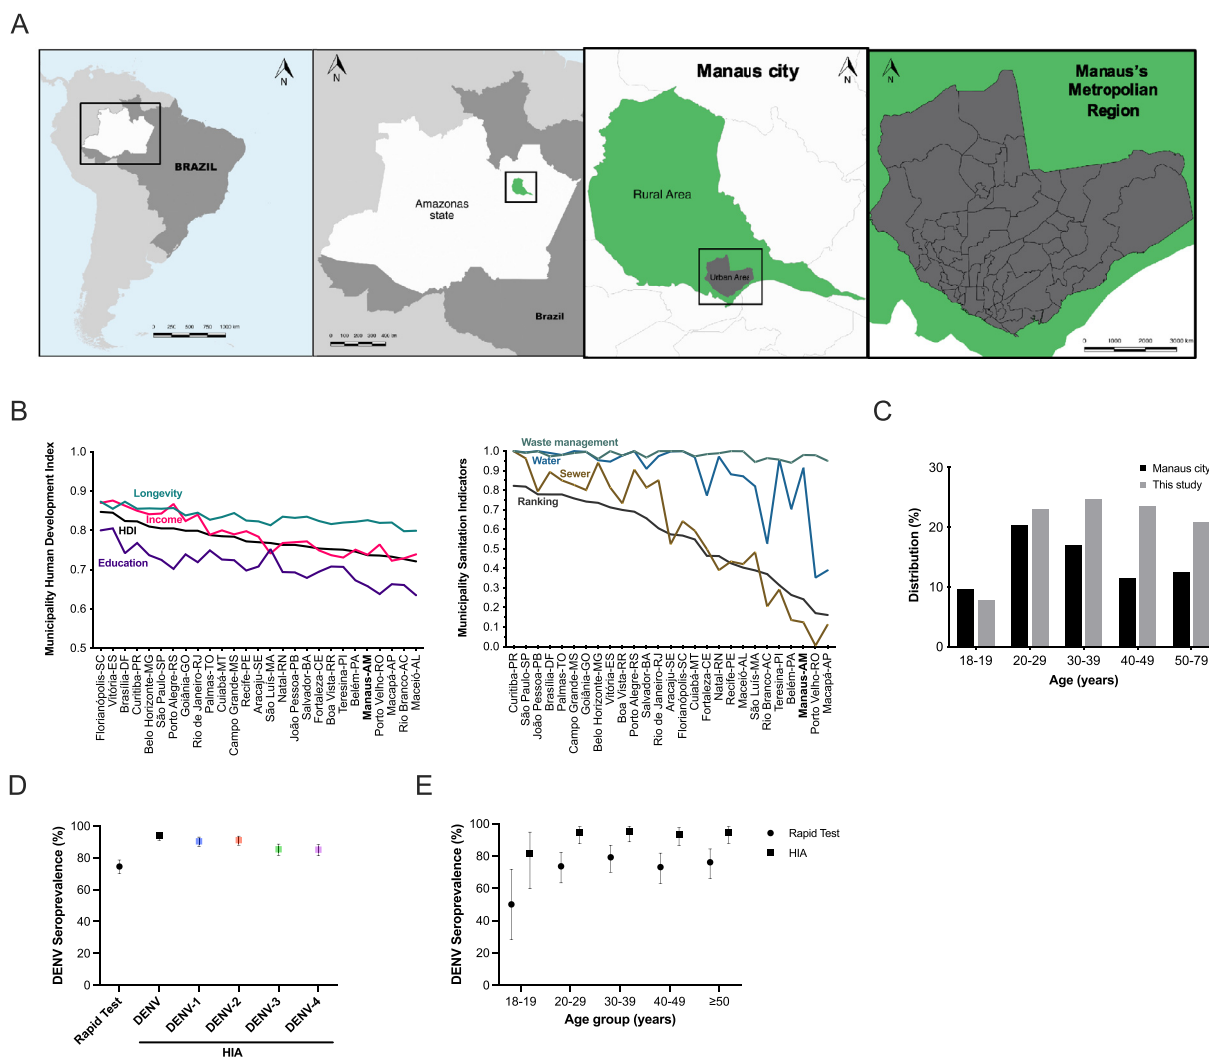 A
N
BRAZIL
0 250 500 750 1000 km
N
Amazonas
state
Brazil
0 100 200 300 400 km
Manaus city
N
Rural Area
Urban Area
N
Manaus's
Metropolian
Region
0 1000 2000 3000 km
B
Municipality Human Development Index
1.0
0.9
0.8
0.7
0.6
0.5
Longevity
Income
HDI
Education
Florianópolis-SC
Vitória-ES
Brasília-DF
Curitiba-PR
Belo Horizonte-MG
São Paulo-SP
Porto Alegre-RS
Goiânia-GO
Rio de Janeiro-RJ
Palmas-TO
Cuiabá-MT
Campo Grande-MS
Recife-PE
Aracaju-SE
São Luís-MA
Natal-RN
João Pessoa-PB
Salvador-BA
Fortaleza-CE
Boa Vista-RR
Teresina-PI
Belém-PA
Manaus-AM
Porto Velho-RO
Macapá-AP
Rio Branco-AC
Maceió-AL
Municipality Sanitation Indicators
1.0
0.9
0.8
0.7
0.6
0.5
0.4
0.3
0.2
0.1
0.0
Waste management
Water
Sewer
Ranking
Curitiba-PR
São Paulo-SP
João Pessoa-PB
Brasília-DF
Palmas-TO
Campo Grande-MS
Goiânia-GO
Belo Horizonte-MG
Vitória-ES
Boa Vista-RR
Porto Alegre-RS
Salvador-BA
Rio de Janeiro-RJ
Aracaju-SE
Florianópolis-SC
Cuiabá-MT
Fortaleza-CE
Natal-RN
Recife-PE
Maceió-AL
São Luís-MA
Rio Branco-AC
Teresina-PI
Belém-PA
Manaus-AM
Porto Velho-RO
Macapá-AP
C
Distribution (%)
30
20
10
0
Manaus city
This study
18-19 20-29 30-39 40-49 50-79
Age (years)
D
DENV Seroprevalence (%)
100
80
60
40
20
0
Rapid Test
DENV
DENV-1
DENV-2
DENV-3
DENV-4
HIA
E
DENV Seroprevalence (%)
100
80
60
40
20
0
Rapid Test
HIA
18-19 20-29 30-39 40-49 ≥50
Age group (years)